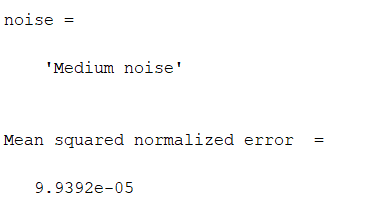 noise =
'Medium noise'
Mean squared normalized error =
9.9392e-05